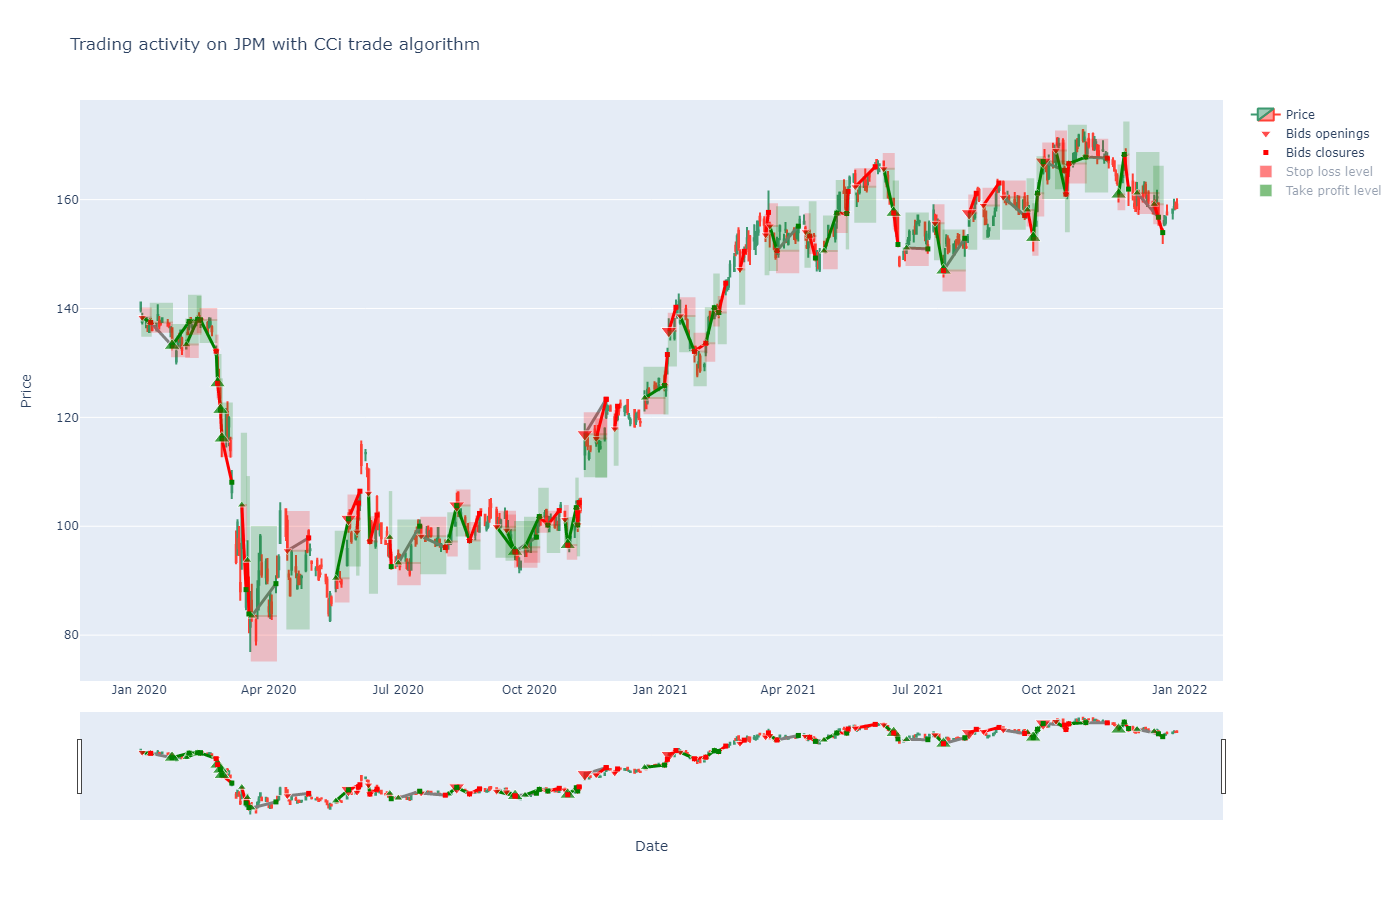 Trading activity on JPM with CCi trade algorithm
Price
Bids openings
Bids closures
Stop loss level
Take profit level
Price
160
140
120
100
80
Jan 2020
Apr 2020
Jul 2020
Oct 2020
Jan 2021
Apr 2021
Jul 2021
Oct 2021
Jan 2022
Date